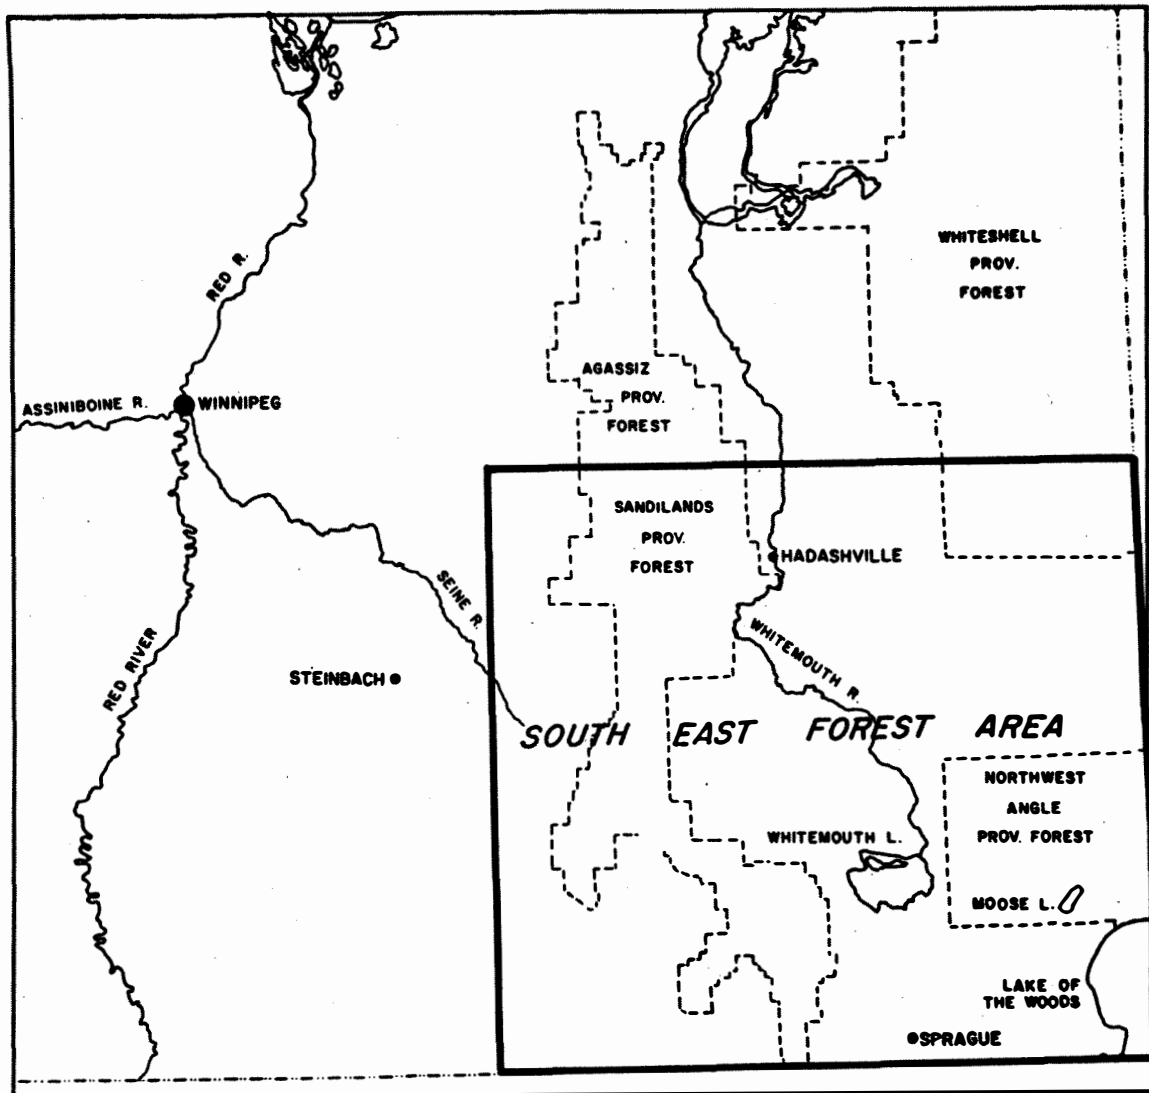 WHITESHELL
PROV.
FOREST
RED R.
AGASSIZ
PROV.
FOREST
ASSINIBOINE R.
WINNIPEG
SANDILANDS
PROV.
FOREST
HADASHVILLE
SEINE R.
WHITEMOUTH R.
RED RIVER
STEINBACH
SOUTH EAST FOREST AREA
NORTHWEST
ANGLE
PROV. FOREST
WHITEMOUTH L.
MOOSE L.
LAKE OF
THE WOODS
SPRAGUE